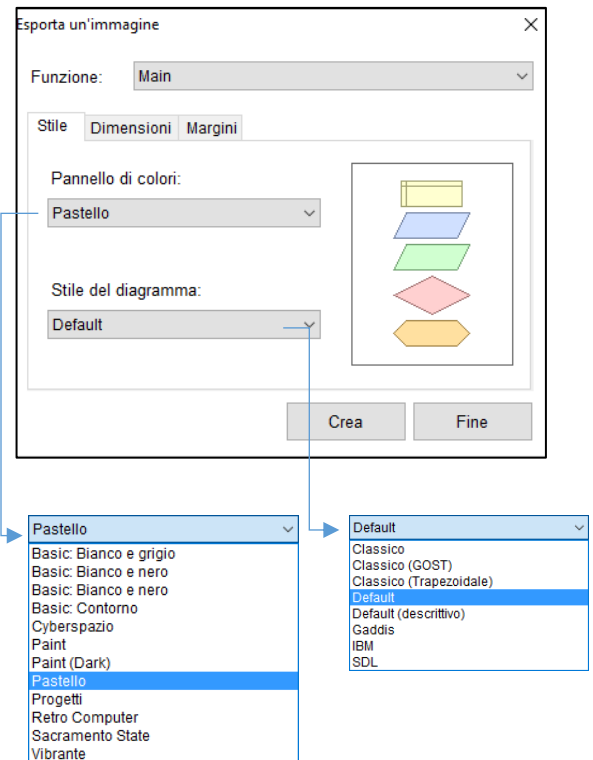 Esporta un'immagine
Funzione: Main
Stile Dimensioni Margini
Pannello di colori:
Pastello
Stile del diagramma:
Default
Crea Fine
Pastello
Basic: Bianco e grigio
Basic: Bianco e nero
Basic: Bianco e nero
Basic: Contorno
Cyberspazio
Paint
Paint (Dark)
Pastello
Progetti
Retro Computer
Sacramento State
Vibrante
Default
Classico
Classico (GOST)
Classico (Trapezoidale)
Default
Default (descrittivo)
Gaddis
IBM
SDL